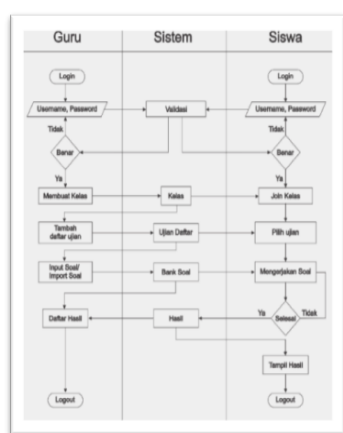 Guru Sistem Siswa
Login Login
Username, Password Validasi Username, Password
Tidak Tidak
Benar Benar
Ya Ya
Membuat Kelas Kelas Join Kelas
Tambah
daftar ujian Ujian Daftar Pilih ujian
Input Soal/
Import Soal Bank Soal Mengerjakan Soal
Daftar Hasil Hasil Ya Selesai Tidak
Tampil Hasil
Logout Logout